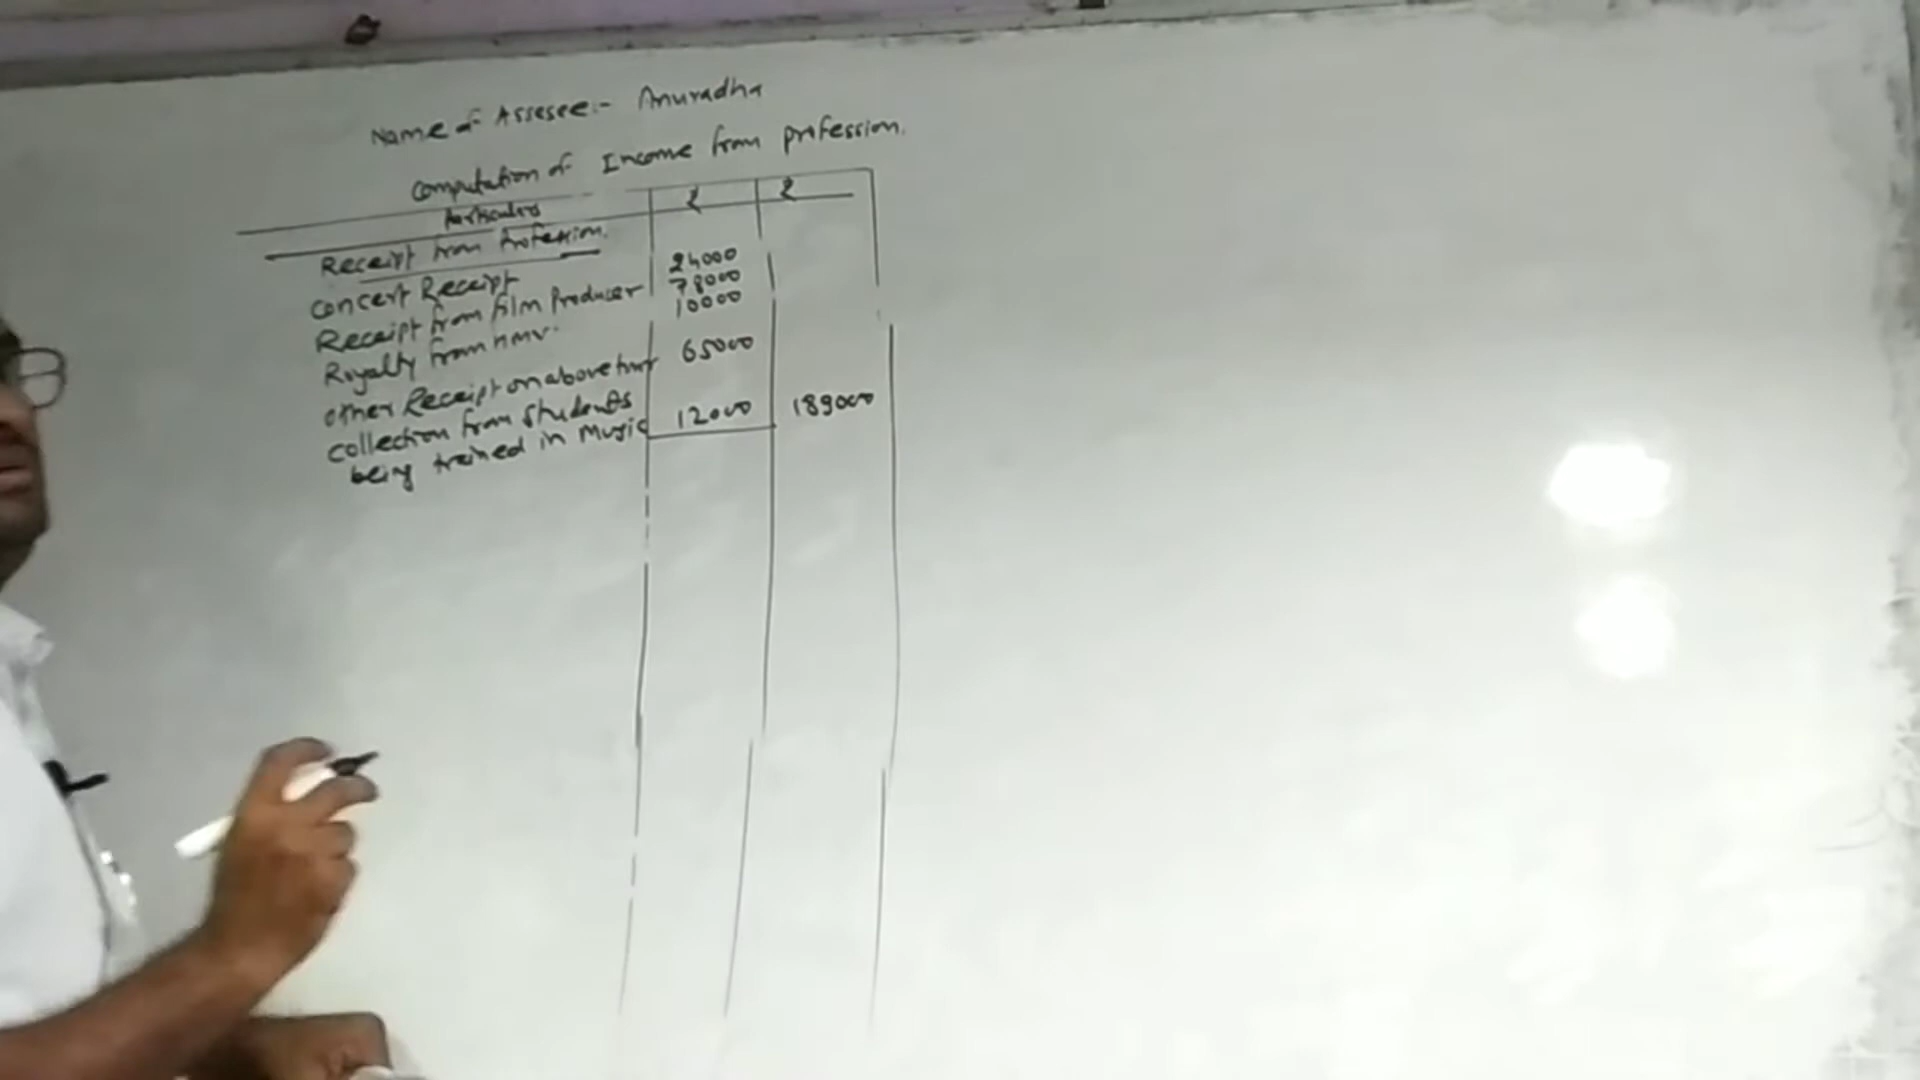 Name of Assesee:- Anuradha
Computation of Income from profession.
Particulars ₹ ₹
Receipt from Profession.
Concert Receipt 24000
Receipt from film Producer 78000
Royalty from HMV. 10000
other Receipt on above 65000
collection from Students
being trained in Music 12000 189000